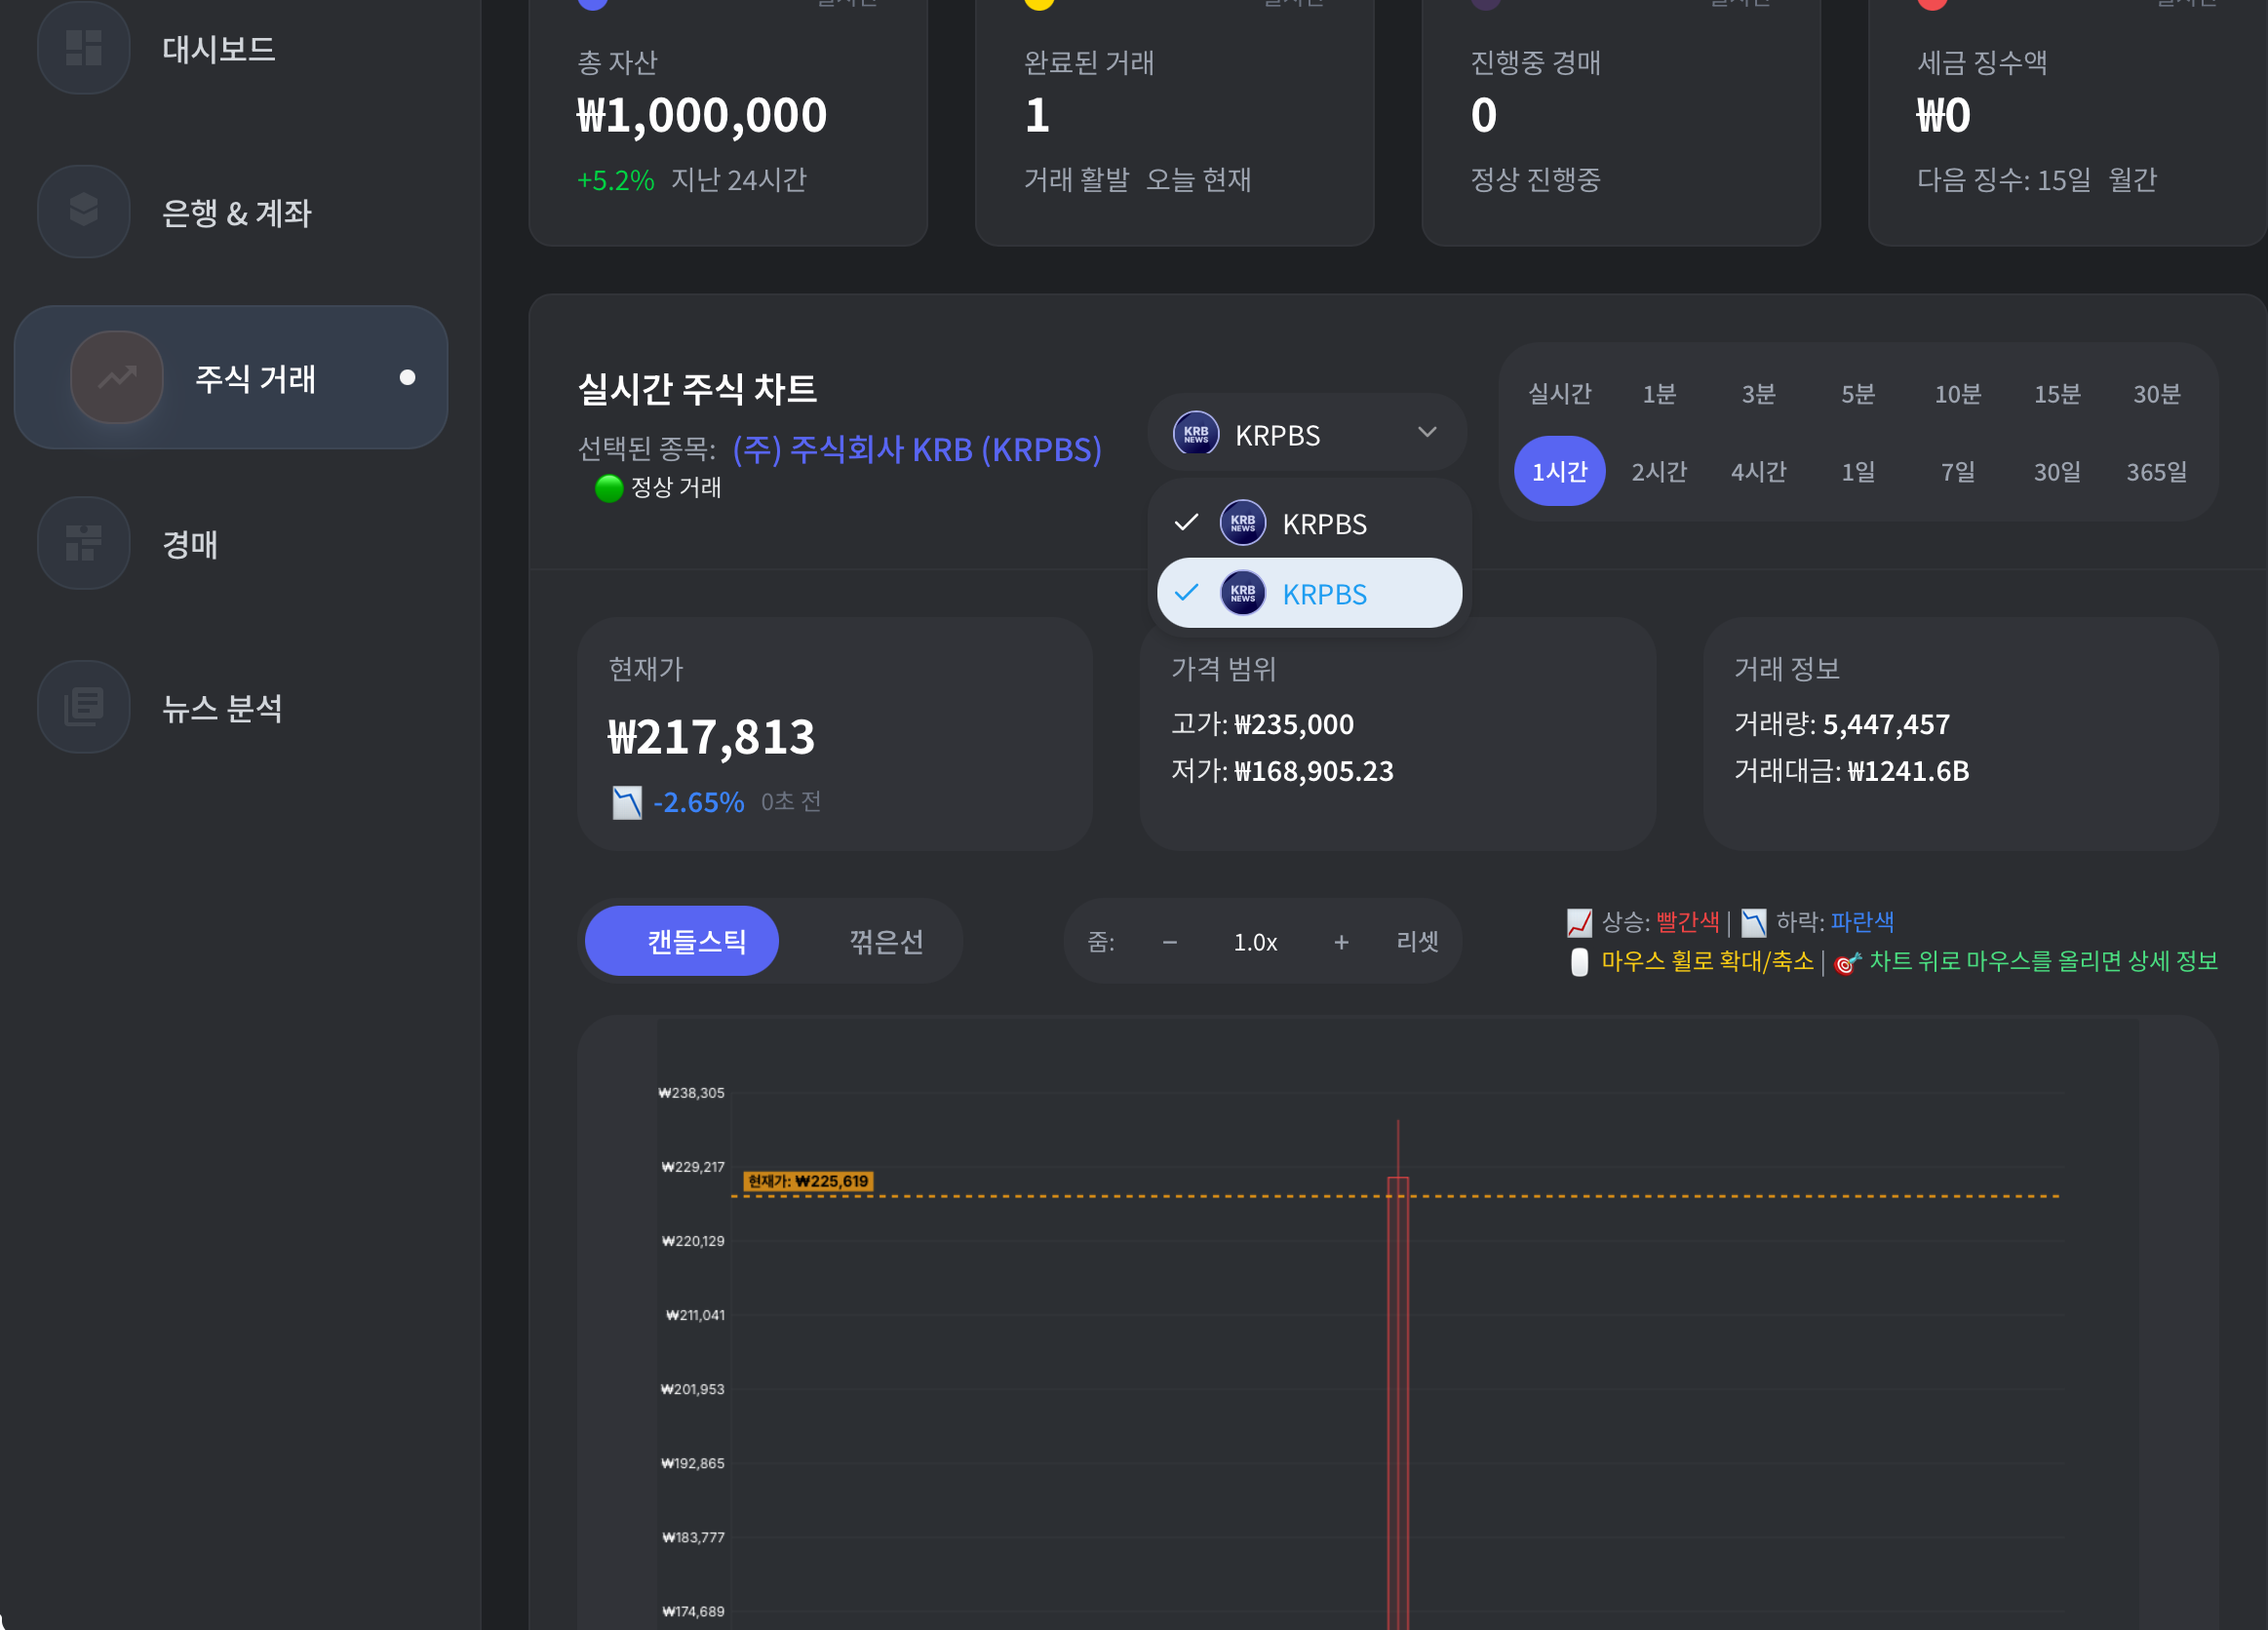 대시보드
은행 & 계좌
주식 거래
경매
뉴스 분석
총 자산
₩1,000,000
+5.2% 지난 24시간
완료된 거래
1
거래 활발 오늘 현재
진행중 경매
0
정상 진행중
세금 징수액
₩0
다음 징수: 15일 월간
실시간 주식 차트
선택된 종목: (주) 주식회사 KRB (KRPBS)
정상 거래
KRB NEWS KRPBS
KRB NEWS KRPBS
KRB NEWS KRPBS
실시간 1분 3분 5분 10분 15분 30분
1시간 2시간 4시간 1일 7일 30일 365일
현재가
₩217,813
-2.65% 0초 전
가격 범위
고가: ₩235,000
저가: ₩168,905.23
거래 정보
거래량: 5,447,457
거래대금: ₩1241.6B
캔들스틱 꺾은선
줌: − 1.0x + 리셋
상승: 빨간색 | 하락: 파란색
마우스 휠로 확대/축소 | 차트 위로 마우스를 올리면 상세 정보
₩238,305
₩229,217
현재가: ₩225,619
₩220,129
₩211,041
₩201,953
₩192,865
₩183,777
₩174,689